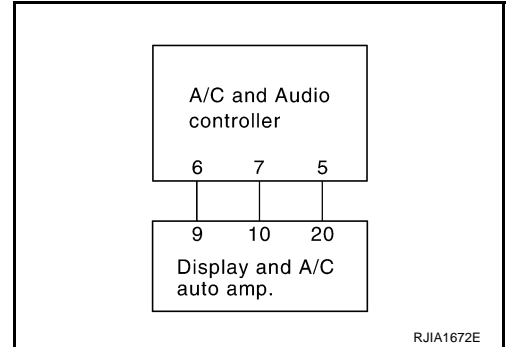 A/C and Audio
controller
6 7 5
9 10 20
Display and A/C
auto amp.
RJIA1672E